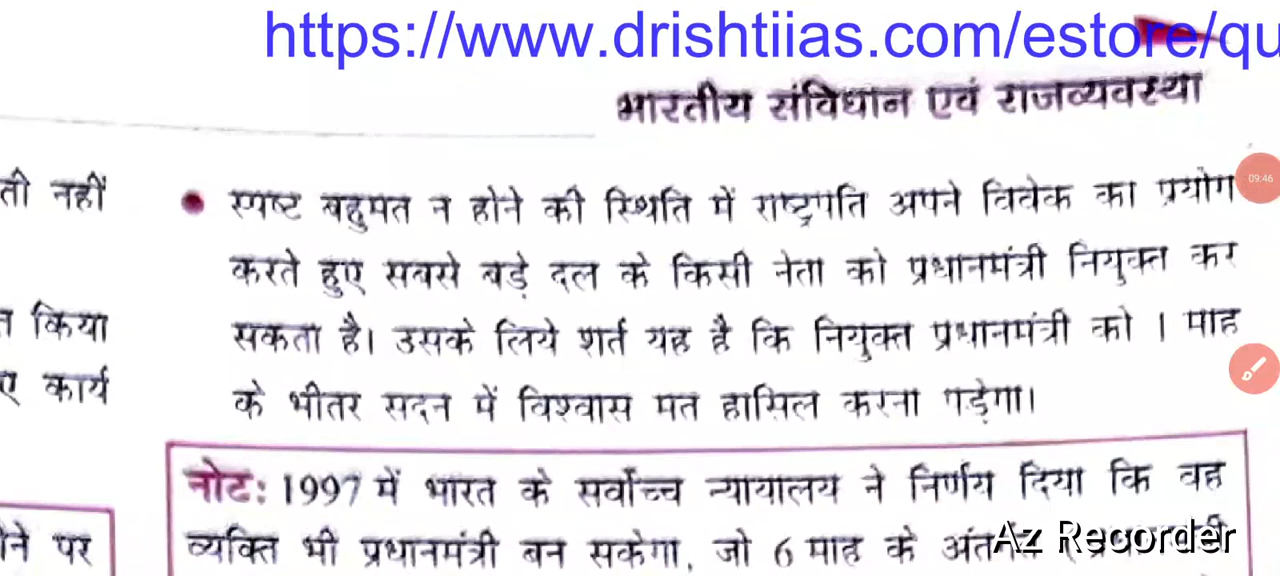 https://www.drishtiias.com/estore/qu
भारतीय संविधान एवं राजव्यवस्था
ती नहीं
स्पष्ट बहुमत न होने की स्थिति में राष्ट्रपति अपने विवेक का प्रयोग
09:46
करते हुए सबसे बड़े दल के किसी नेता को प्रधानमंत्री नियुक्त कर
किया
सकता है। उसके लिये शर्त यह है कि नियुक्त प्रधानमंत्री को 1 माह
ए कार्य
के भीतर सदन में विश्वास मत हासिल करना पड़ेगा।
नोट: 1997 में भारत के सर्वोच्च न्यायालय ने निर्णय दिया कि वह
ोने पर
व्यक्ति भी प्रधानमंत्री बन सकेगा, जो 6 माह के
Az Recorder